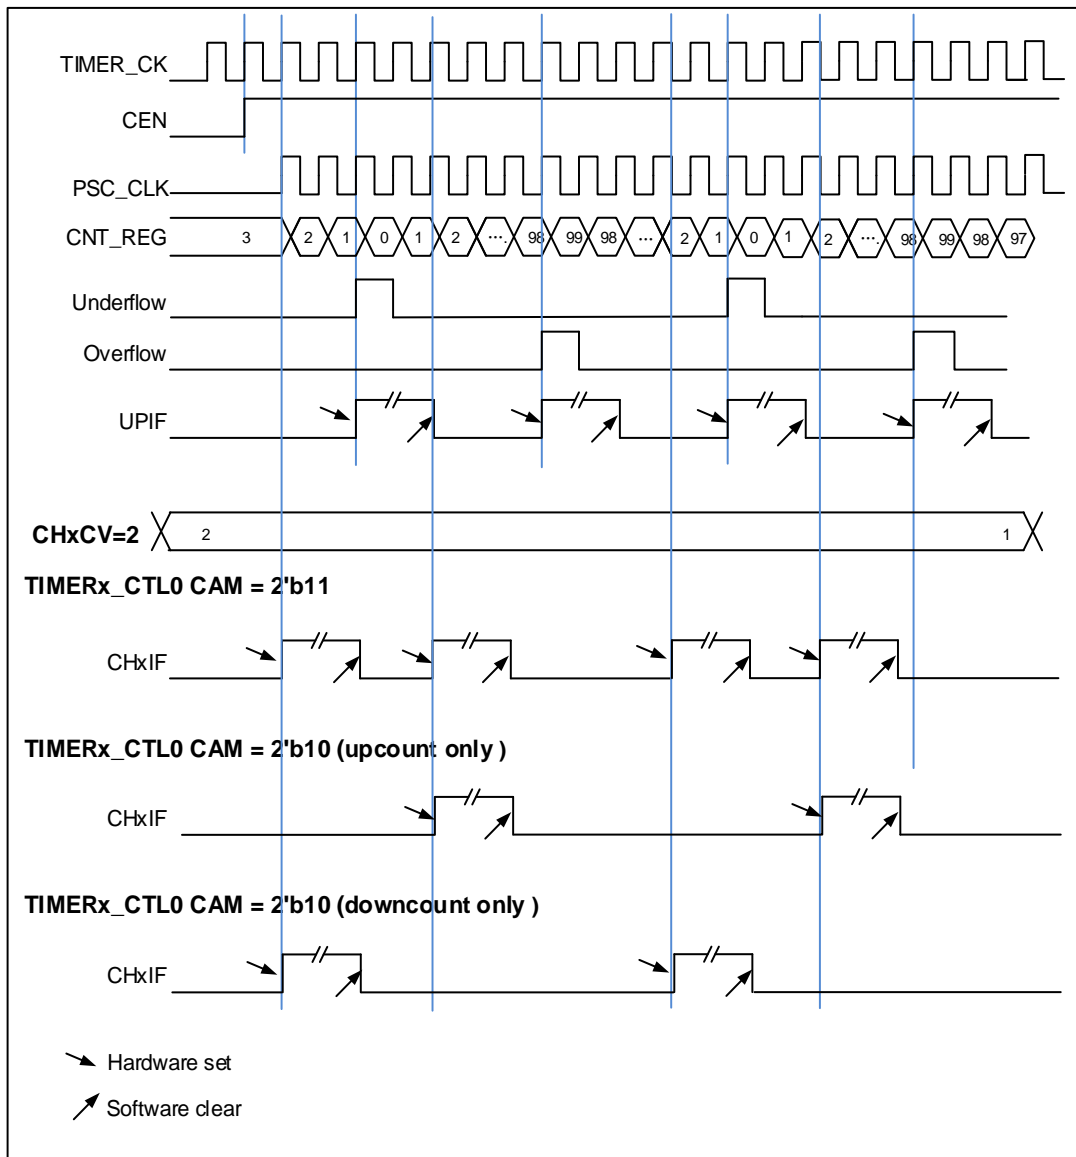 TIMER_CK
CEN
PSC_CLK
CNT_REG 3 2 1 0 1 2 .... 98 99 98 ... 2 1 0 1 2 .... 98 99 98 97
Underflow
Overflow
UPIF
CHxCV=2 2 1
TIMERx_CTL0 CAM = 2'b11
CHxIF
TIMERx_CTL0 CAM = 2'b10 (upcount only )
CHxIF
TIMERx_CTL0 CAM = 2'b10 (downcount only )
CHxIF
Hardware set
Software clear